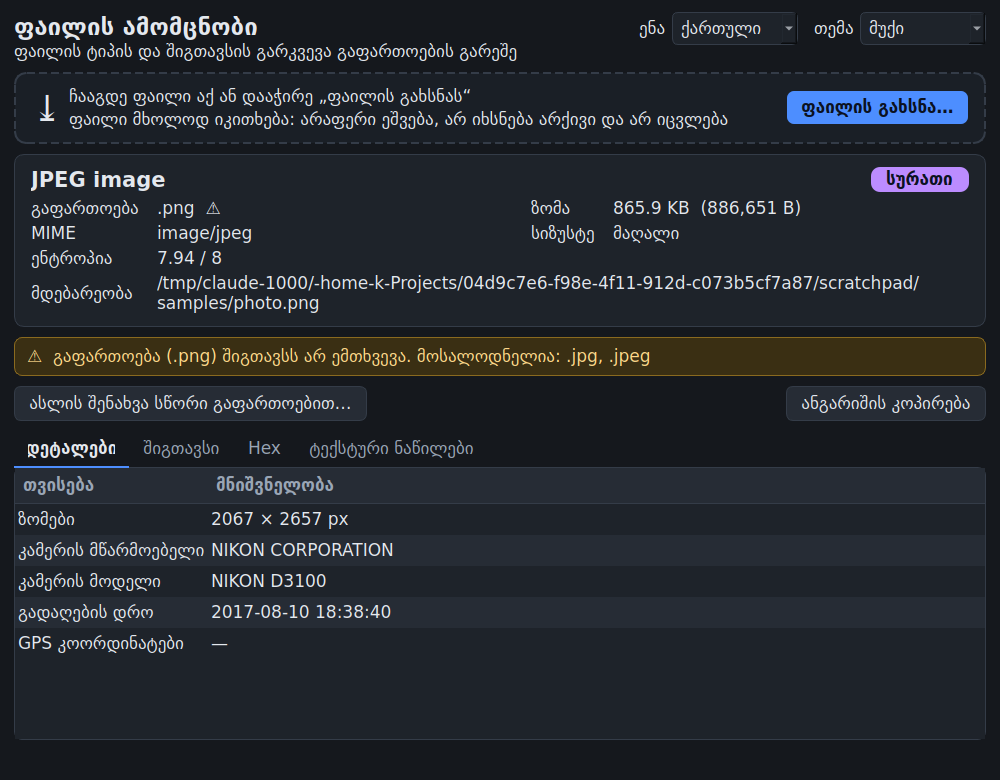 ფაილის ამომცნობი
ფაილის ტიპის და შიგთავსის გარკვევა გაფართოების გარეშე
ენა ქართული თემა მუქი
ჩააგდე ფაილი აქ ან დააჭირე „ფაილის გახსნას“
ფაილი მხოლოდ იკითხება: არაფერი ეშვება, არ იხსნება არქივი და არ იცვლება
ფაილის გახსნა…
JPEG image
სურათი
გაფართოება .png ⚠
ზომა 865.9 KB (886,651 B)
MIME image/jpeg
სიზუსტე მაღალი
ენტროპია 7.94 / 8
მდებარეობა /tmp/claude-1000/-home-k-Projects/04d9c7e6-f98e-4f11-912d-c073b5cf7a87/scratchpad/
samples/photo.png
⚠ გაფართოება (.png) შიგთავსს არ ემთხვევა. მოსალოდნელია: .jpg, .jpeg
ასლის შენახვა სწორი გაფართოებით…
ანგარიშის კოპირება
დეტალები შიგთავსი Hex ტექსტური ნაწილები
თვისება მნიშვნელობა
ზომები 2067 × 2657 px
კამერის მწარმოებელი NIKON CORPORATION
კამერის მოდელი NIKON D3100
გადაღების დრო 2017-08-10 18:38:40
GPS კოორდინატები —